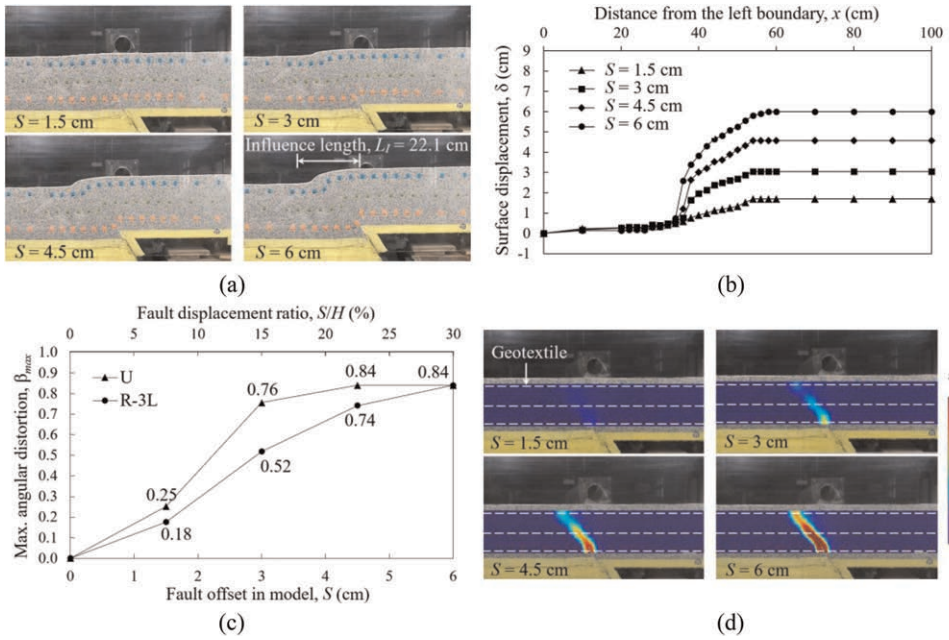 S = 1.5 cm
S = 3 cm
Influence length, L_I = 22.1 cm
S = 4.5 cm
S = 6 cm
(a)
(b)
Distance from the left boundary, x (cm)
0 20 40 60 80 100
Surface displacement, δ (cm)
9
8
7
6
5
4
3
2
1
0
-1
S = 1.5 cm
S = 3 cm
S = 4.5 cm
S = 6 cm
(b)
(c)
Fault displacement ratio, S/H (%)
0 5 10 15 20 25 30
Max. angular distortion, β_max
1.0
0.9
0.8
0.7
0.6
0.5
0.4
0.3
0.2
0.1
0.0
U
R-3L
0.25
0.76
0.84
0.84
0.18
0.52
0.74
0 1 2 3 4 5 6
Fault offset in model, S (cm)
(c)
Geotextile
S = 1.5 cm
S = 3 cm
S = 4.5 cm
S = 6 cm
(d)